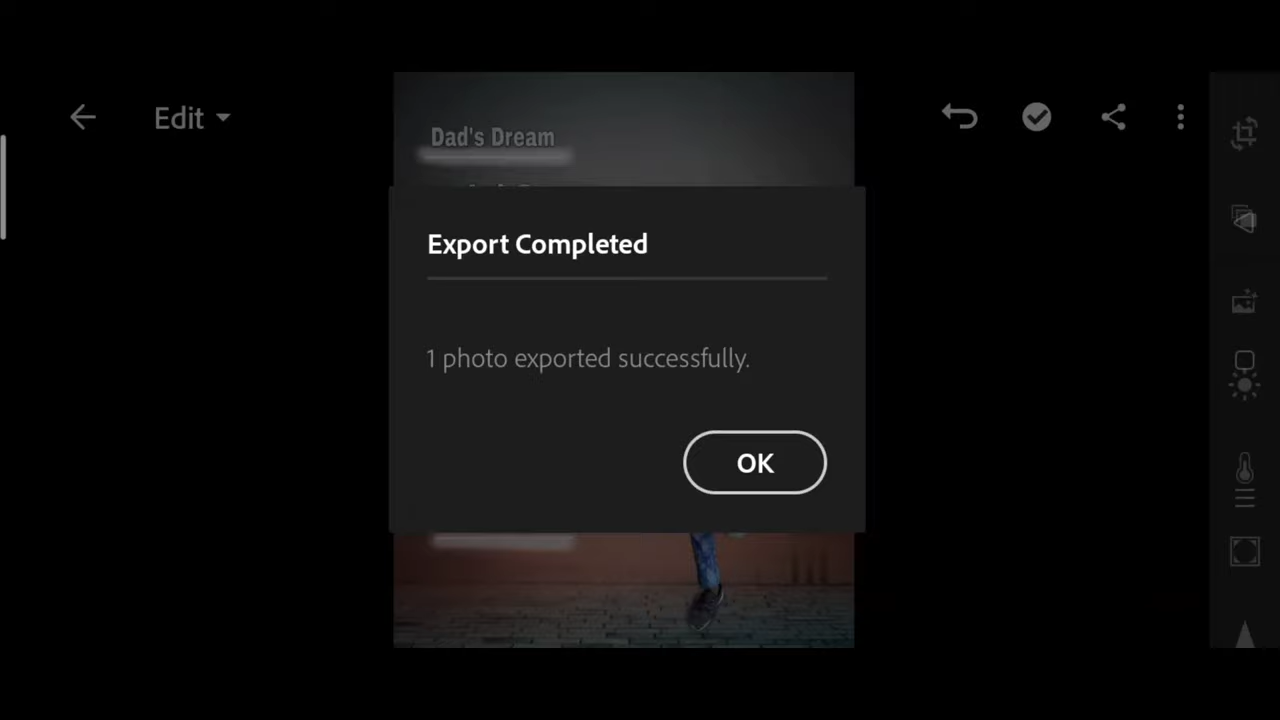 Edit
Dad's Dream
Export Completed
1 photo exported successfully.
OK